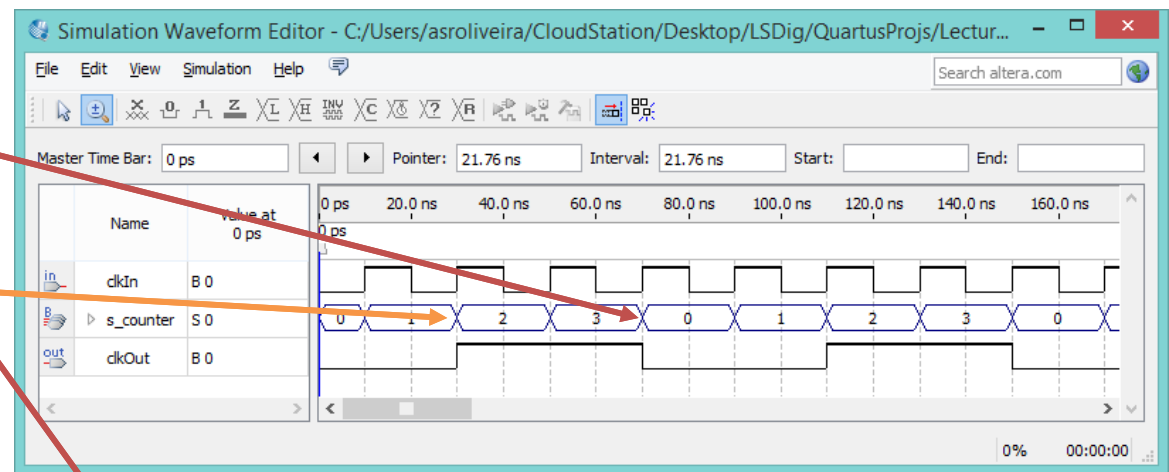 Simulation Waveform Editor - C:/Users/asroliveira/CloudStation/Desktop/LSDig/QuartusProjs/Lectur...
File Edit View Simulation Help
Search altera.com
Master Time Bar: 0 ps Pointer: 21.76 ns Interval: 21.76 ns Start: End:
Name Value at 0 ps
0 ps 20.0 ns 40.0 ns 60.0 ns 80.0 ns 100.0 ns 120.0 ns 140.0 ns 160.0 ns
0 ps
in clkIn B 0
B s_counter S 0 0 1 2 3 0 1 2 3 0
out clkOut B 0
0% 00:00:00